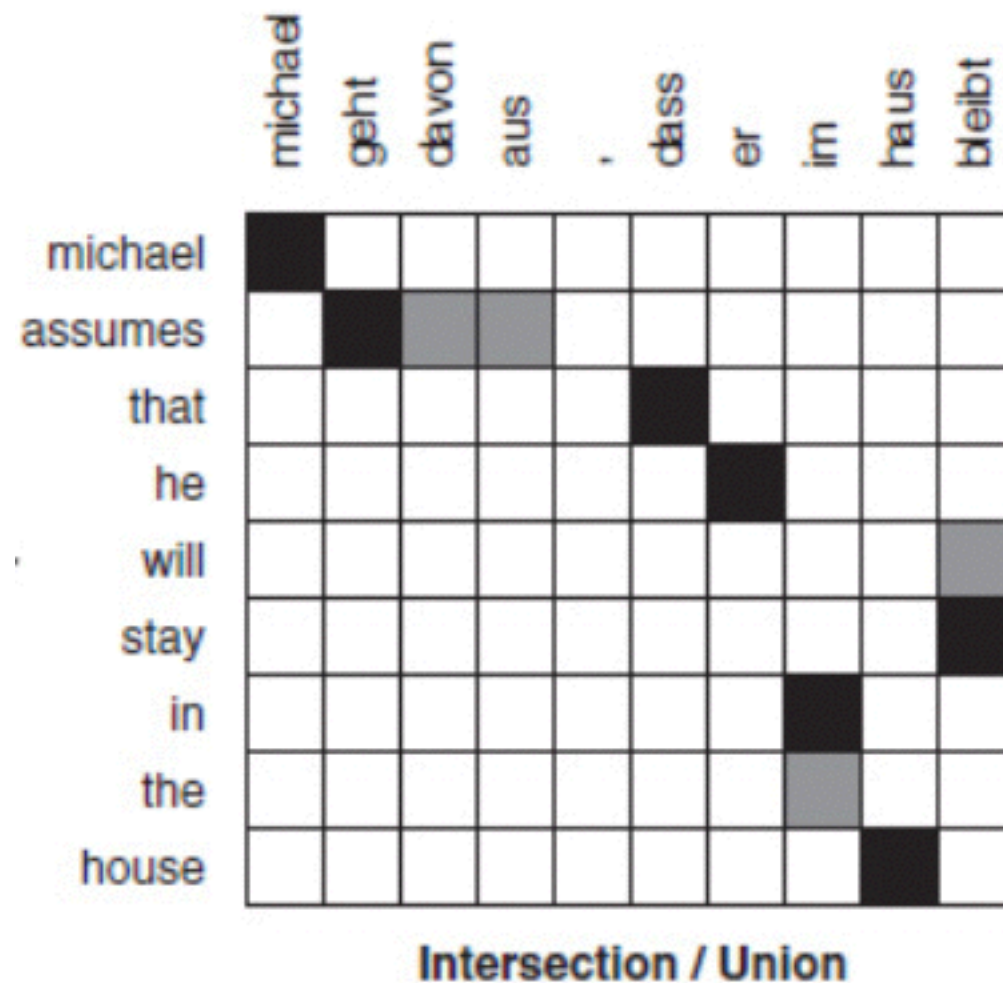 michael
geht
davon
aus
,
dass
er
im
haus
bleibt
michael
assumes
that
he
will
stay
in
the
house
Intersection / Union